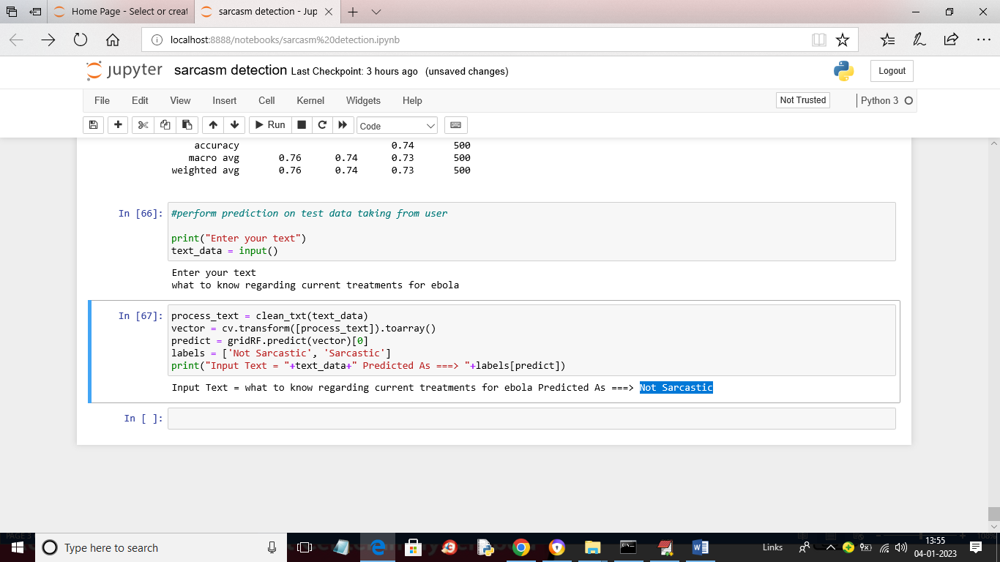 Home Page - Select or creat
sarcasm detection - Jup
localhost:8888/notebooks/sarcasm%20detection.ipynb
jupyter sarcasm detection Last Checkpoint: 3 hours ago (unsaved changes)
Logout
File Edit View Insert Cell Kernel Widgets Help
Not Trusted
Python 3
Run
Code
accuracy 0.74 500
macro avg 0.76 0.74 0.73 500
weighted avg 0.76 0.74 0.73 500
In [66]:
#perform prediction on test data taking from user
print("Enter your text")
text_data = input()
Enter your text
what to know regarding current treatments for ebola
In [67]:
process_text = clean_txt(text_data)
vector = cv.transform([process_text]).toarray()
predict = gridRF.predict(vector)[0]
labels = ['Not Sarcastic', 'Sarcastic']
print("Input Text = "+text_data+" Predicted As ===> "+labels[predict])
Input Text = what to know regarding current treatments for ebola Predicted As ===> Not Sarcastic
In [ ]:
Type here to search
Links
13:55
04-01-2023